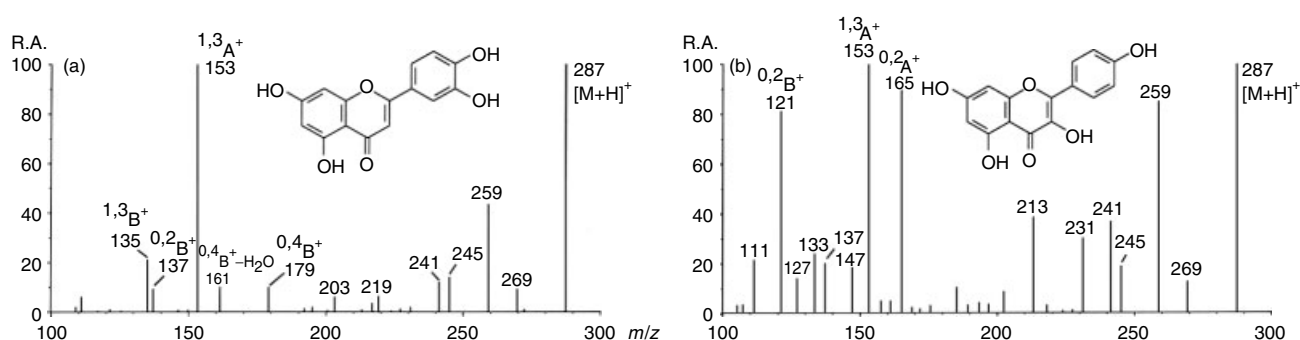 R.A.
(a)
100
80
60
40
20
0
1,3A+
153
1,3B+
135
0,2B+
137
0,4B+–H2O
161
0,4B+
179
203
219
241
245
259
269
287
[M+H]+
HO
O
OH
OH
OH
O
100
150
200
250
300
m/z
R.A.
(b)
100
80
60
40
20
0
111
0,2B+
121
127
133
137
147
1,3A+
153
0,2A+
165
213
231
241
245
259
269
287
[M+H]+
HO
O
OH
OH
OH
O
100
150
200
250
300